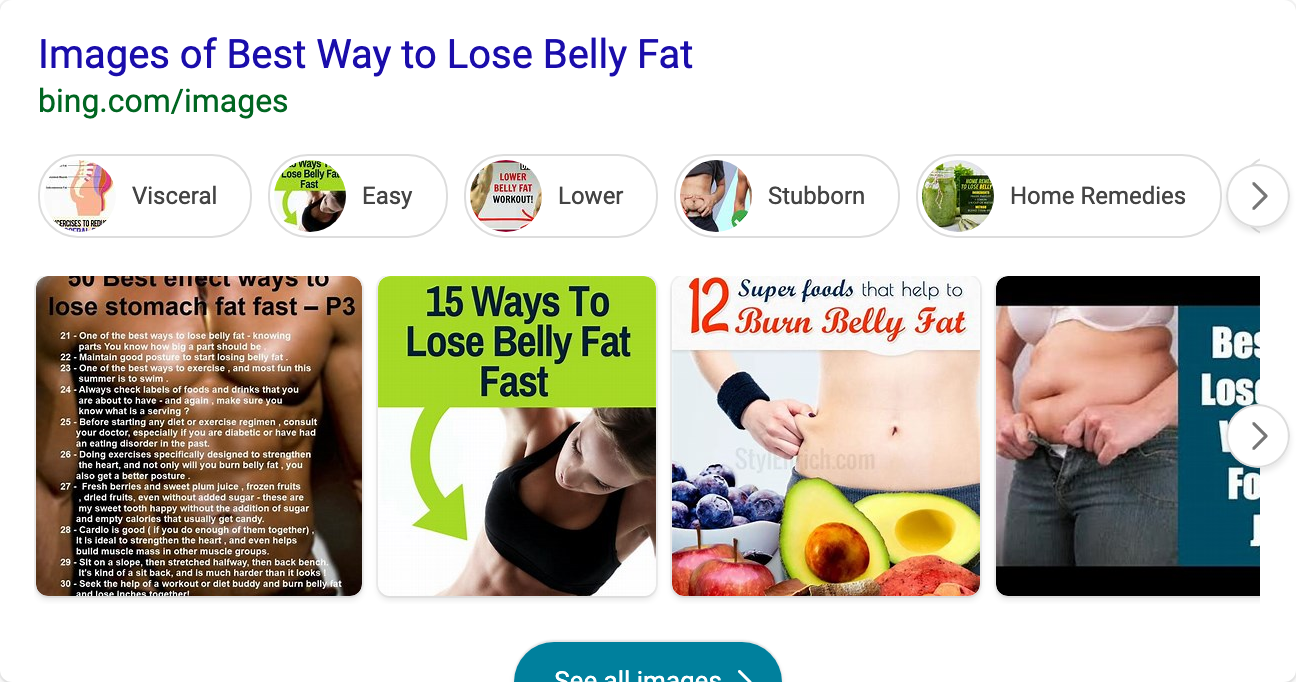 Images of Best Way to Lose Belly Fat
bing.com/images
Visceral
Easy
Lower
Stubborn
Home Remedies
15 Ways To
Lose Belly Fat
Fast
LOWER
BELLY FAT
WORKOUT!
50 Best effect ways to
lose stomach fat fast – P3
21 - One of the best ways to lose belly fat - knowing
parts You know how big a part should be .
22 - Maintain good posture to start losing belly fat .
23 - One of the best ways to exercise , and most fun this
summer is to swim .
24 - Always check labels of foods and drinks that you
are about to have - and again , make sure you
know what is a serving ?
25 - Before starting any diet or exercise regimen , consult
your doctor, especially if you are diabetic or have had
an eating disorder in the past.
26 - Doing exercises specifically designed to strengthen
the heart, and not only will you burn belly fat , you
also get a better posture .
27 - Fresh berries and sweet plum juice , frozen fruits
, dried fruits, even without added sugar - these are
my sweet tooth happy without the addition of sugar
and empty calories that usually get candy.
28 - Cardio is good ( if you do enough of them together) ,
it is ideal to strengthen the heart , and even helps
build muscle mass in other muscle groups.
29 - Sit on a slope, then stretched halfway, then back bench.
It's kind of a sit back, and is much harder than it looks !
30 - Seek the help of a workout or diet buddy and burn belly fat
and lose inches together!
15 Ways To
Lose Belly Fat
Fast
12 Super foods that help to
Burn Belly Fat
StylEnrich.com
Bes
Los
Fo
See all images